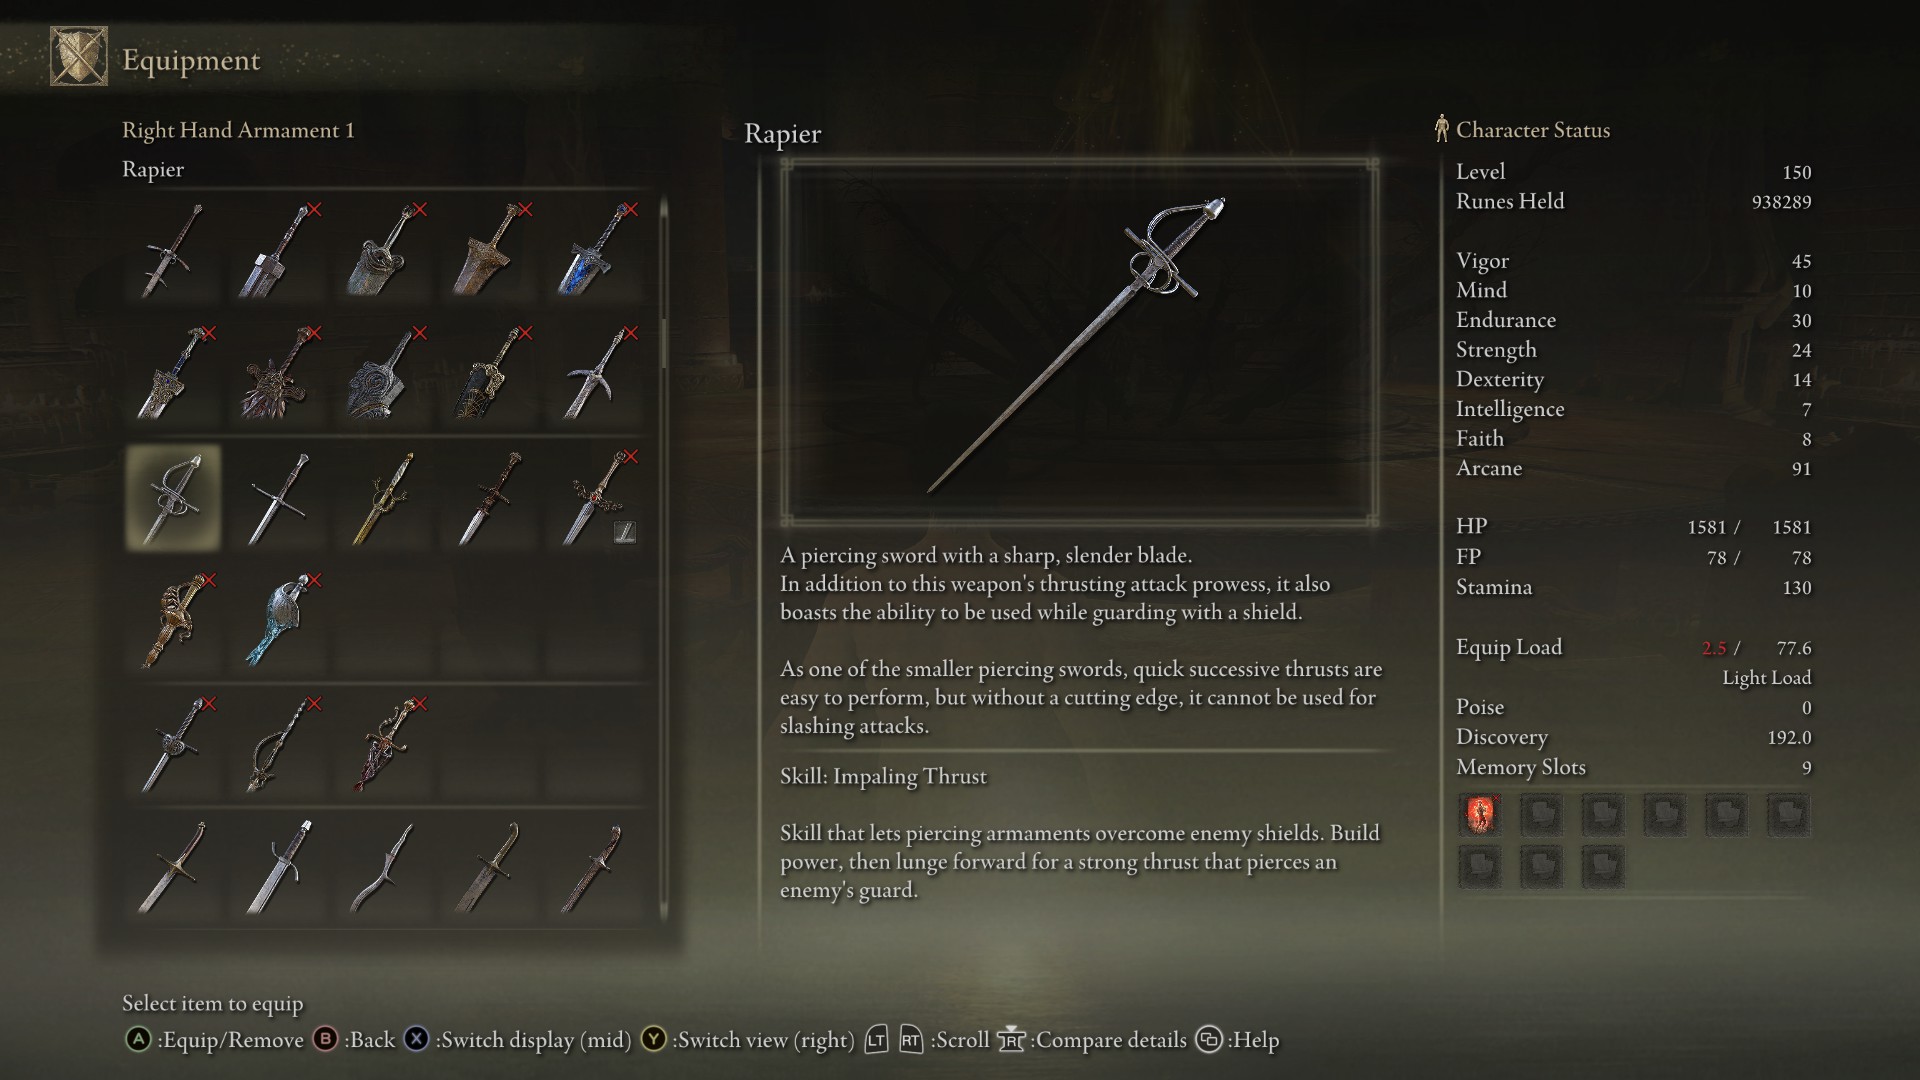 Equipment
Right Hand Armament 1
Rapier
Rapier
A piercing sword with a sharp, slender blade.
In addition to this weapon's thrusting attack prowess, it also
boasts the ability to be used while guarding with a shield.
As one of the smaller piercing swords, quick successive thrusts are
easy to perform, but without a cutting edge, it cannot be used for
slashing attacks.
Skill: Impaling Thrust
Skill that lets piercing armaments overcome enemy shields. Build
power, then lunge forward for a strong thrust that pierces an
enemy's guard.
Character Status
Level 150
Runes Held 938289
Vigor 45
Mind 10
Endurance 30
Strength 24
Dexterity 14
Intelligence 7
Faith 8
Arcane 91
HP 1581 / 1581
FP 78 / 78
Stamina 130
Equip Load 2.5 / 77.6
Light Load
Poise 0
Discovery 192.0
Memory Slots 9
Select item to equip
A :Equip/Remove B :Back X :Switch display (mid) Y :Switch view (right) LT RT :Scroll R :Compare details :Help